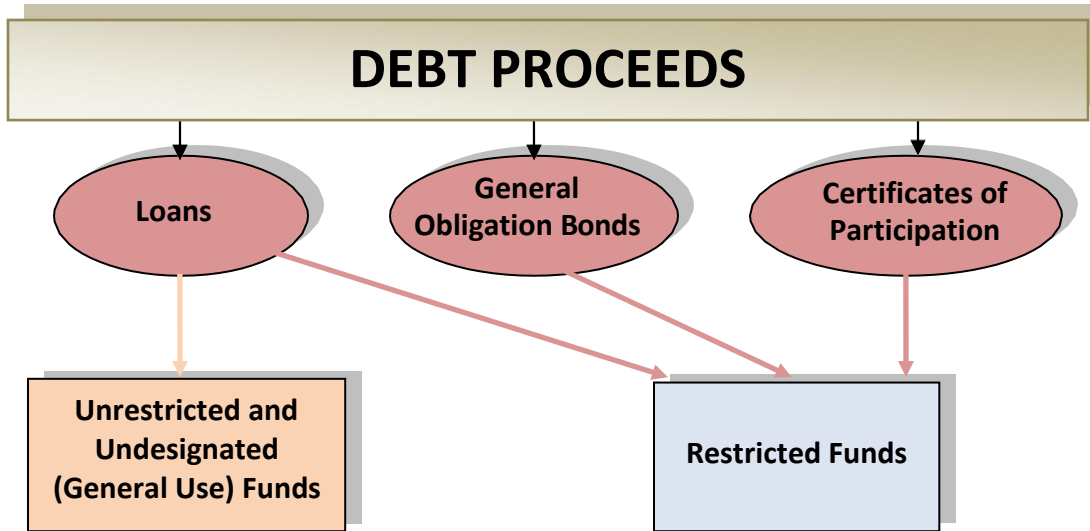 DEBT PROCEEDS
Loans
General
Obligation Bonds
Certificates of
Participation
Unrestricted and
Undesignated
(General Use) Funds
Restricted Funds